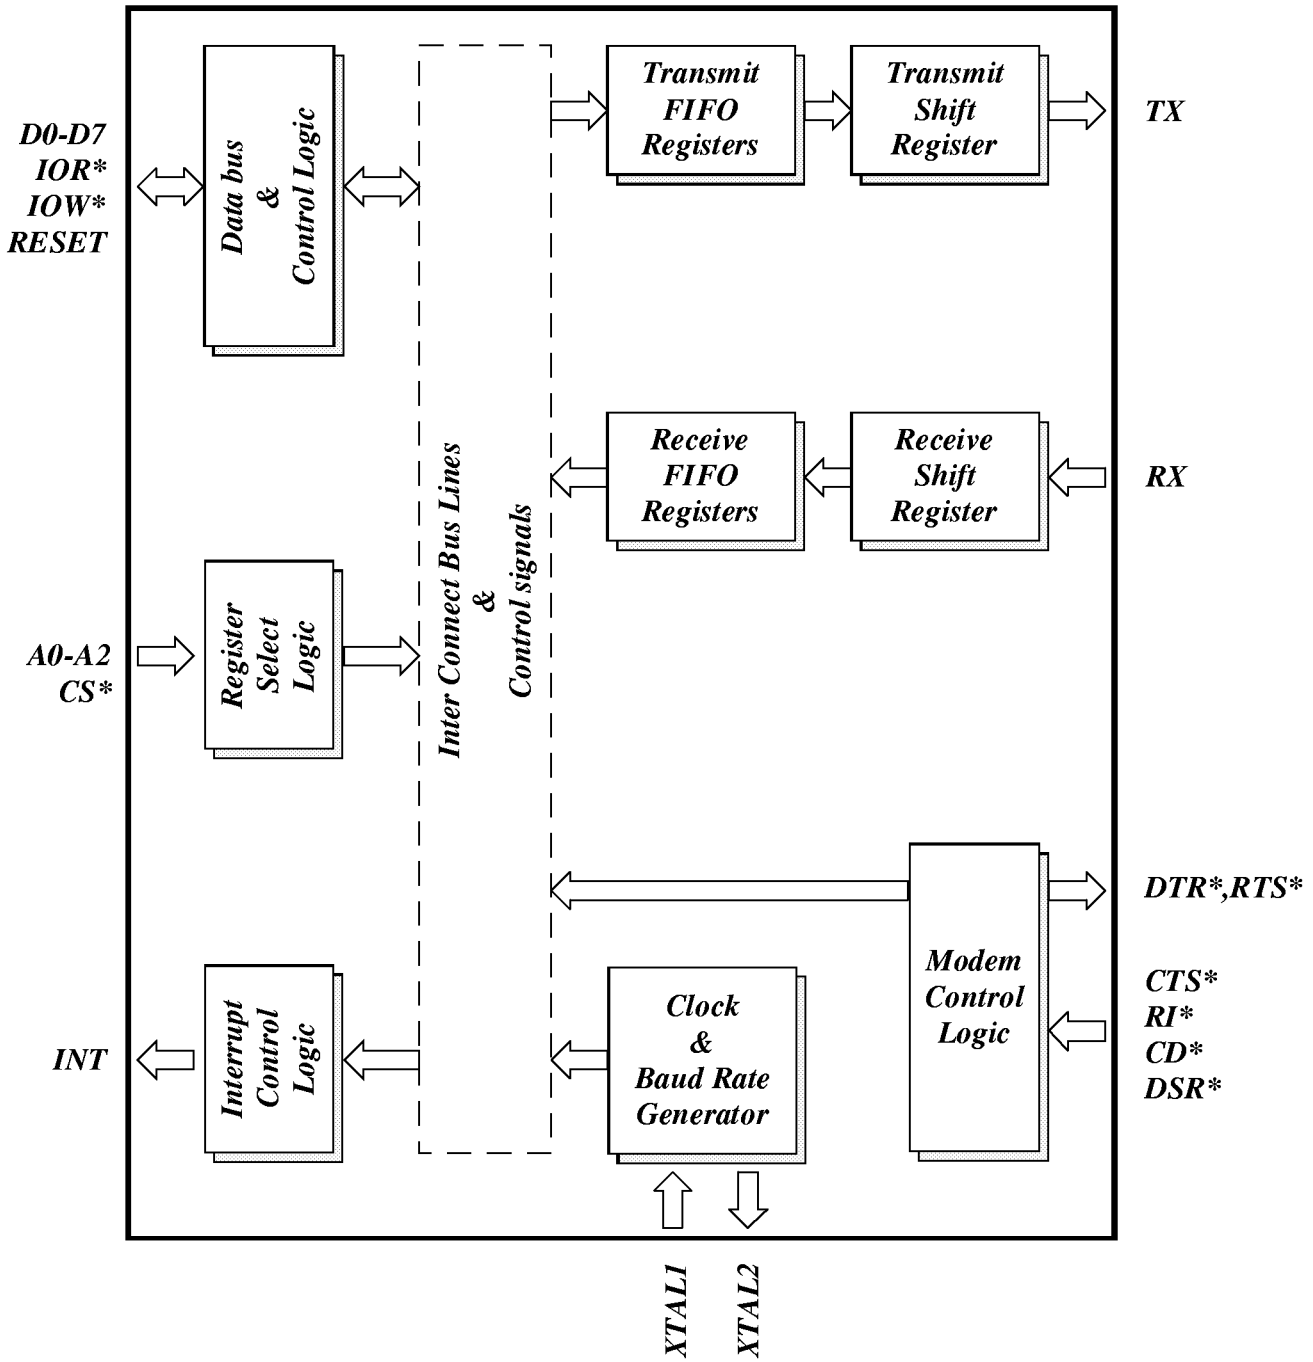 D0-D7
IOR*
IOW*
RESET
Data bus
&
Control Logic
Transmit
FIFO
Registers
Transmit
Shift
Register
TX
Inter Connect Bus Lines
&
Control signals
Receive
FIFO
Registers
Receive
Shift
Register
RX
A0-A2
CS*
Register
Select
Logic
Modem
Control
Logic
DTR*,RTS*
CTS*
RI*
CD*
DSR*
INT
Interrupt
Control
Logic
Clock
&
Baud Rate
Generator
XTAL1
XTAL2